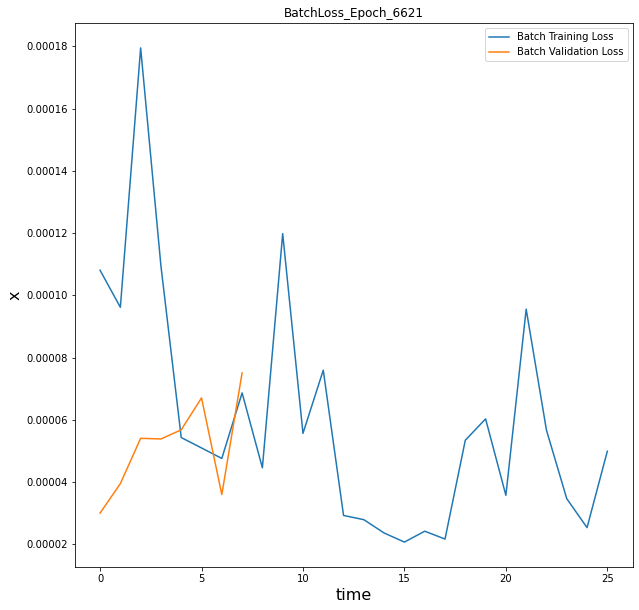 BatchLoss_Epoch_6621
Batch Training Loss
Batch Validation Loss
0.00018
0.00016
0.00014
0.00012
0.00010
0.00008
0.00006
0.00004
0.00002
x
0 5 10 15 20 25
time